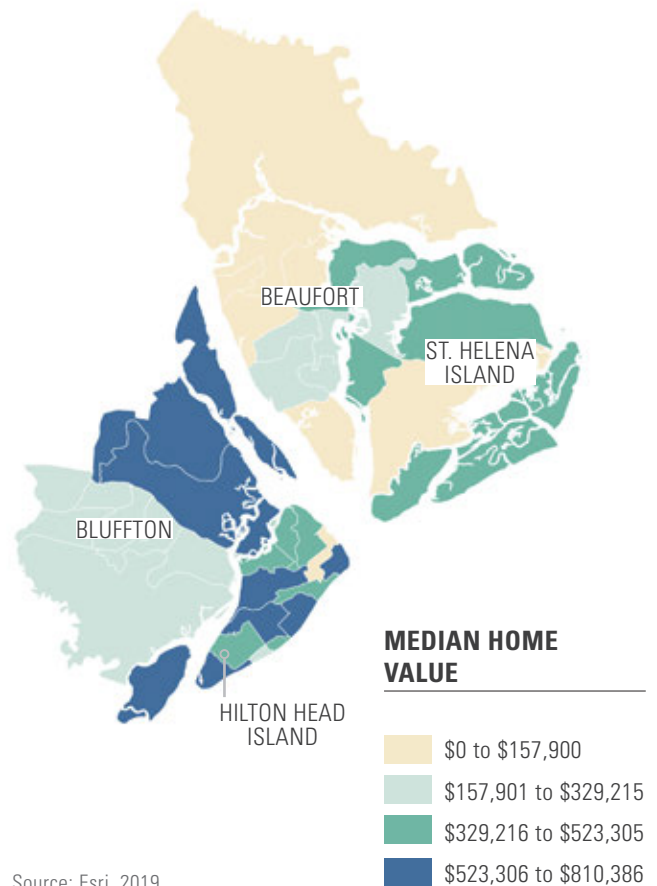 BEAUFORT
ST. HELENA
ISLAND
BLUFFTON
HILTON HEAD
ISLAND
MEDIAN HOME
VALUE
$0 to $157,900
$157,901 to $329,215
$329,216 to $523,305
$523,306 to $810,386
Source: Esri, 2019